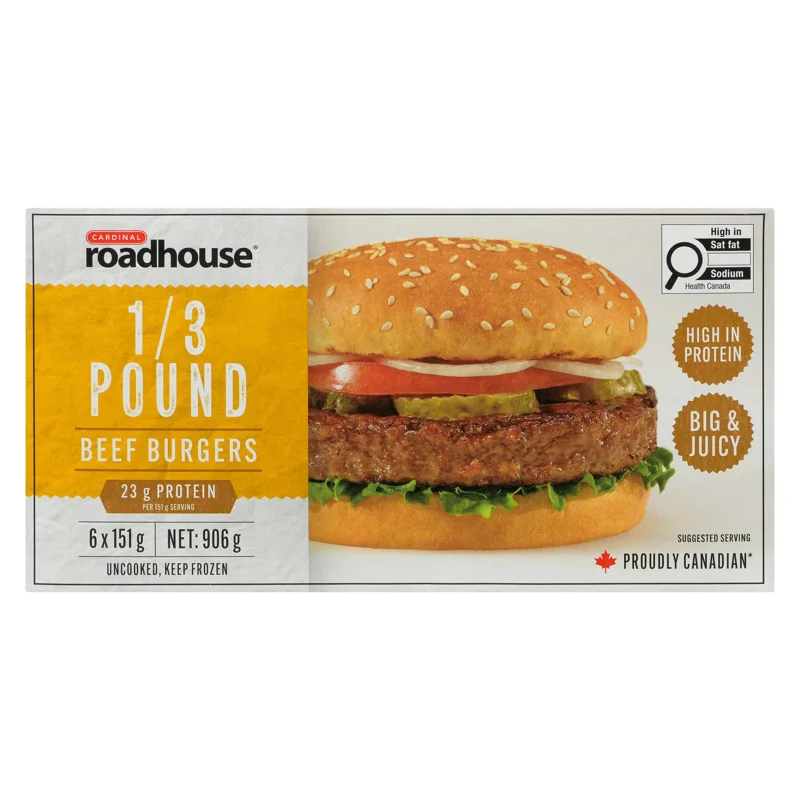 CARDINAL
roadhouse®
1/3
POUND
BEEF BURGERS
23 g PROTEIN
PER 151 g SERVING
6 x 151 g NET: 906 g
UNCOOKED, KEEP FROZEN
High in
Sat fat
Sodium
Health Canada
HIGH IN
PROTEIN
BIG &
JUICY
SUGGESTED SERVING
PROUDLY CANADIAN*